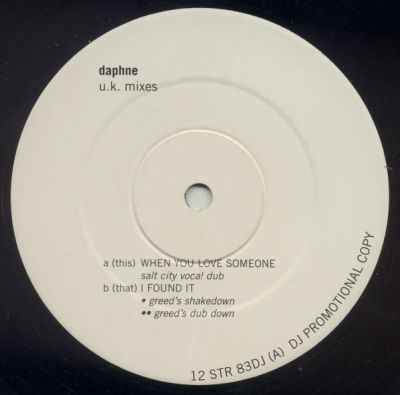 daphne
u.k. mixes
a (this) WHEN YOU LOVE SOMEONE
salt city vocal dub
b (that) I FOUND IT
• greed's shakedown
•• greed's dub down
12 STR 83DJ (A) DJ PROMOTIONAL COPY